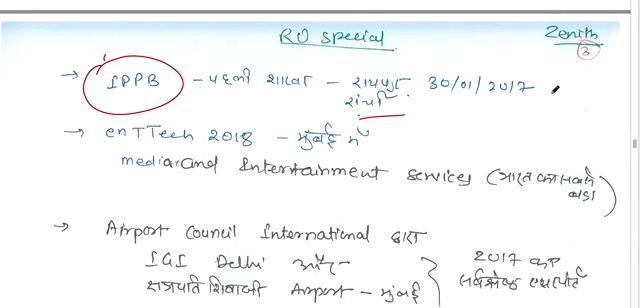 RO Special
Zenith
3
→ IPPB – पहली शाखा – रायपुर 30/01/2017
रांची
→ enTTech 2018 – मुंबई में
media and Entertainment Services (भारत का सबसे
बड़ा)
→ Airport Council International द्वारा
IGI Delhi और
छत्रपति शिवाजी Airport – मुंबई
2017 का
सर्वश्रेष्ठ एयरपोर्ट